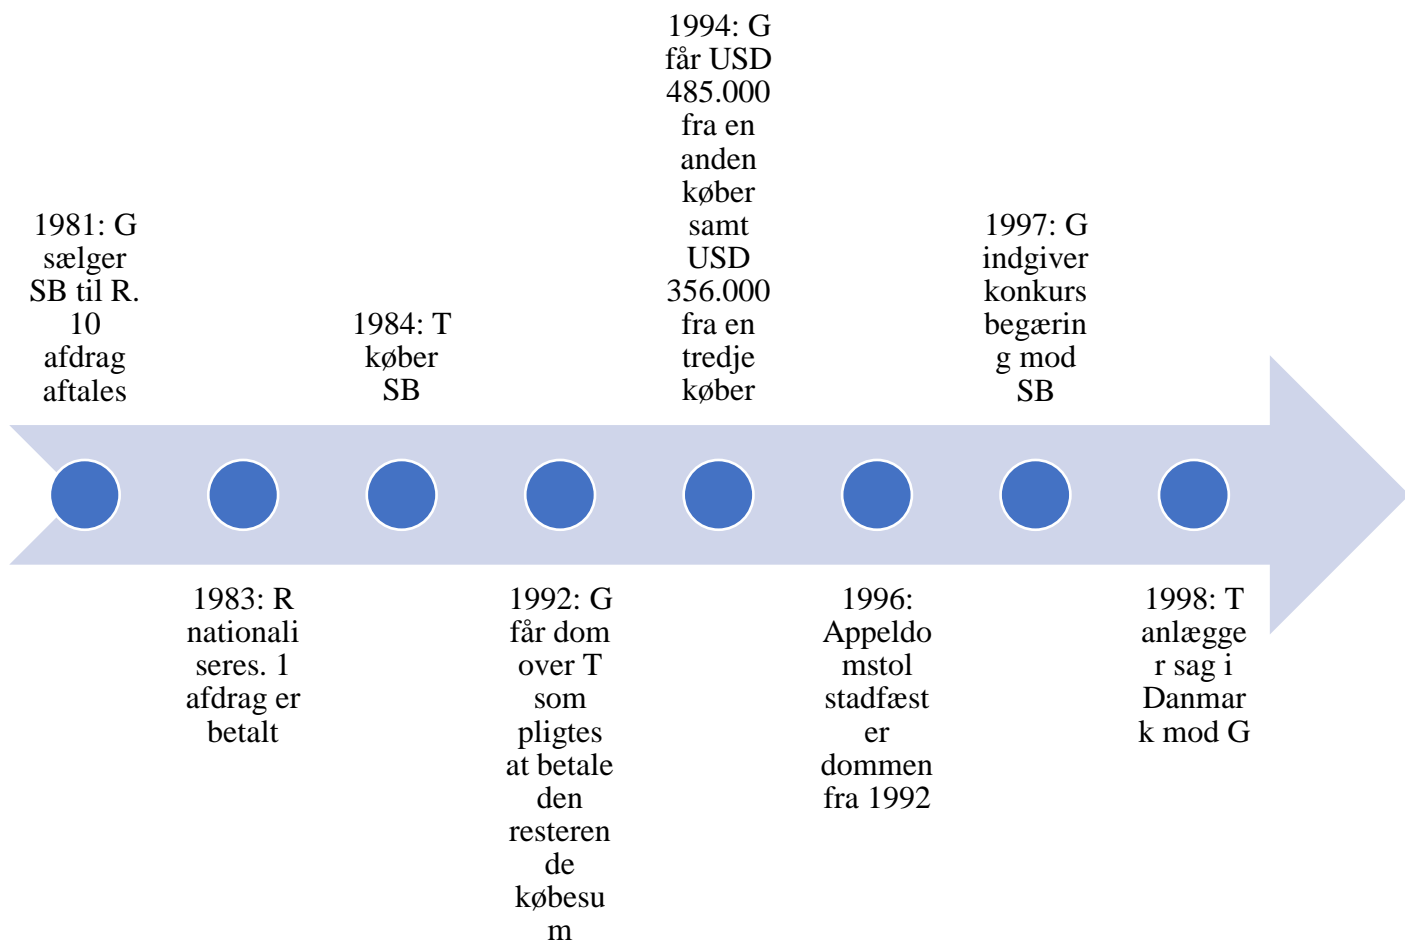 1981: G
sælger
SB til R.
10
afdrag
aftales
1983: R
nationali
seres. 1
afdrag er
betalt
1984: T
køber
SB
1992: G
får dom
over T
som
pligtes
at betale
den
resteren
de
købesu
m
1994: G
får USD
485.000
fra en
anden
køber
samt
USD
356.000
fra en
tredje
køber
1996:
Appeldo
mstol
stadfæst
er
dommen
fra 1992
1997: G
indgiver
konkurs
begærin
g mod
SB
1998: T
anlægge
r sag i
Danmar
k mod G